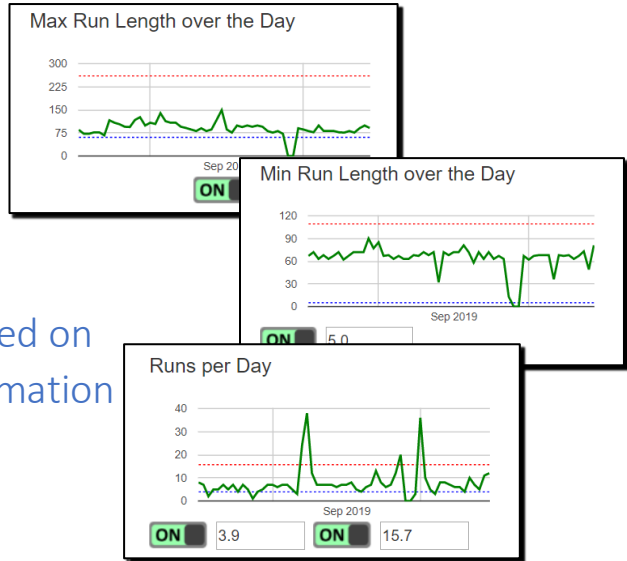 Max Run Length over the Day
300
225
150
75
0
Sep 20
ON
Min Run Length over the Day
120
90
60
30
0
Sep 2019
ON 5.0
ed on
mation
Runs per Day
40
30
20
10
0
Sep 2019
ON 3.9 ON 15.7